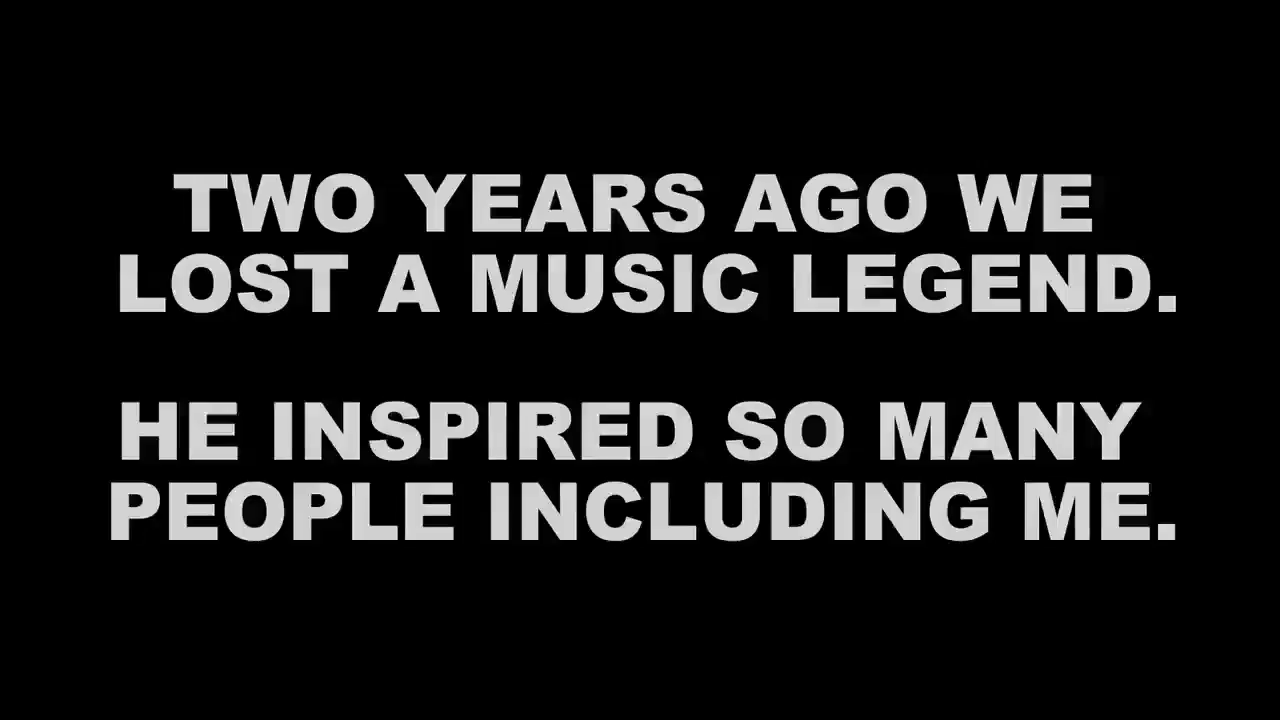 TWO YEARS AGO WE
LOST A MUSIC LEGEND.
HE INSPIRED SO MANY
PEOPLE INCLUDING ME.